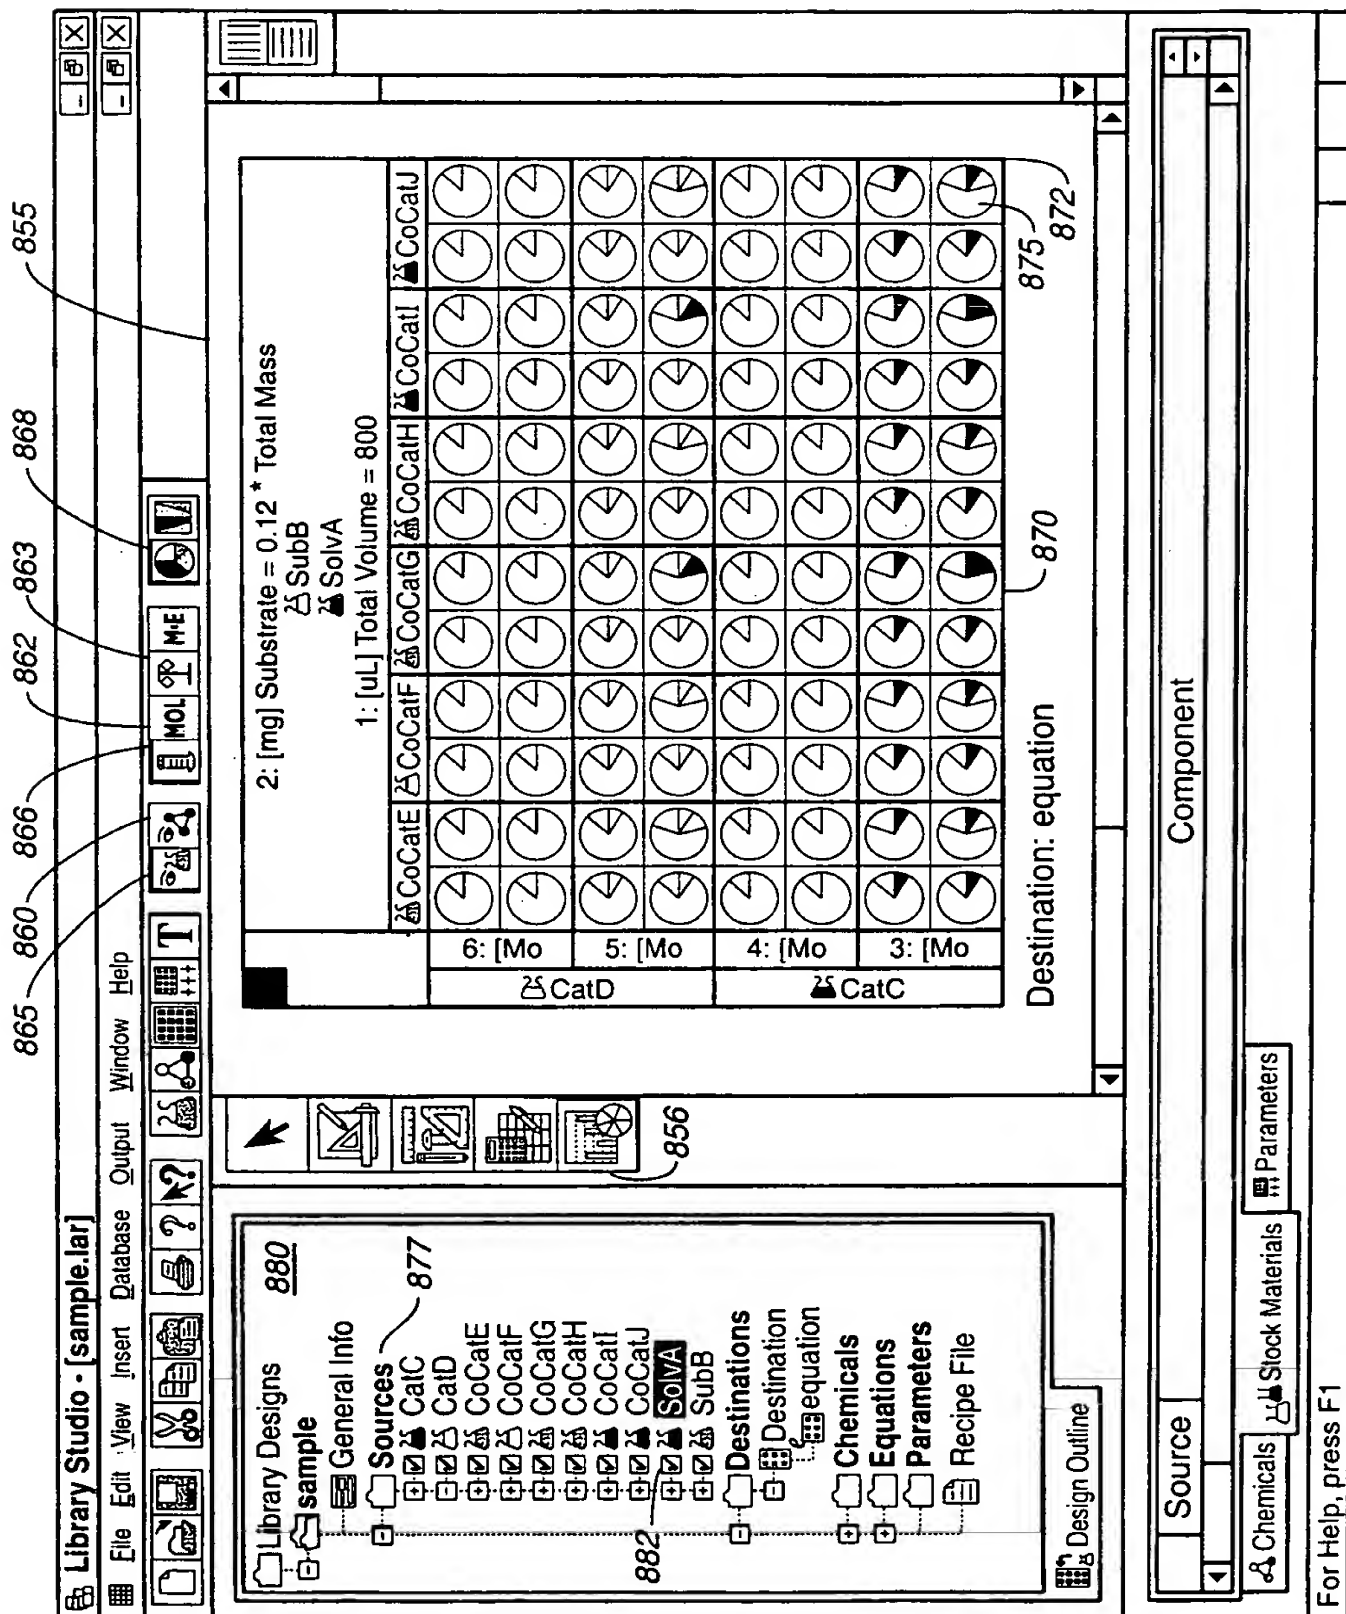 855
868
863
862
866
860
865
Library Studio - [sample.lar]
File Edit View Insert Database Output Window Help
T
MOL
M·E
880
Library Designs
sample
General Info
Sources
877
CatC
CatD
CoCatE
CoCatF
CoCatG
CoCatH
CoCatI
CoCatJ
SolvA
SubB
882
Destinations
Destination
equation
Chemicals
Equations
Parameters
Recipe File
Design Outline
856
2: [mg] Substrate = 0.12 * Total Mass
SubB
SolvA
1: [uL] Total Volume = 800
CoCatE CoCatF CoCatG CoCatH CoCatI CoCatJ
CatD
6: [Mo
5: [Mo
CatC
4: [Mo
3: [Mo
Destination: equation
870
875
872
Source Component
Chemicals Stock Materials Parameters
For Help, press F1